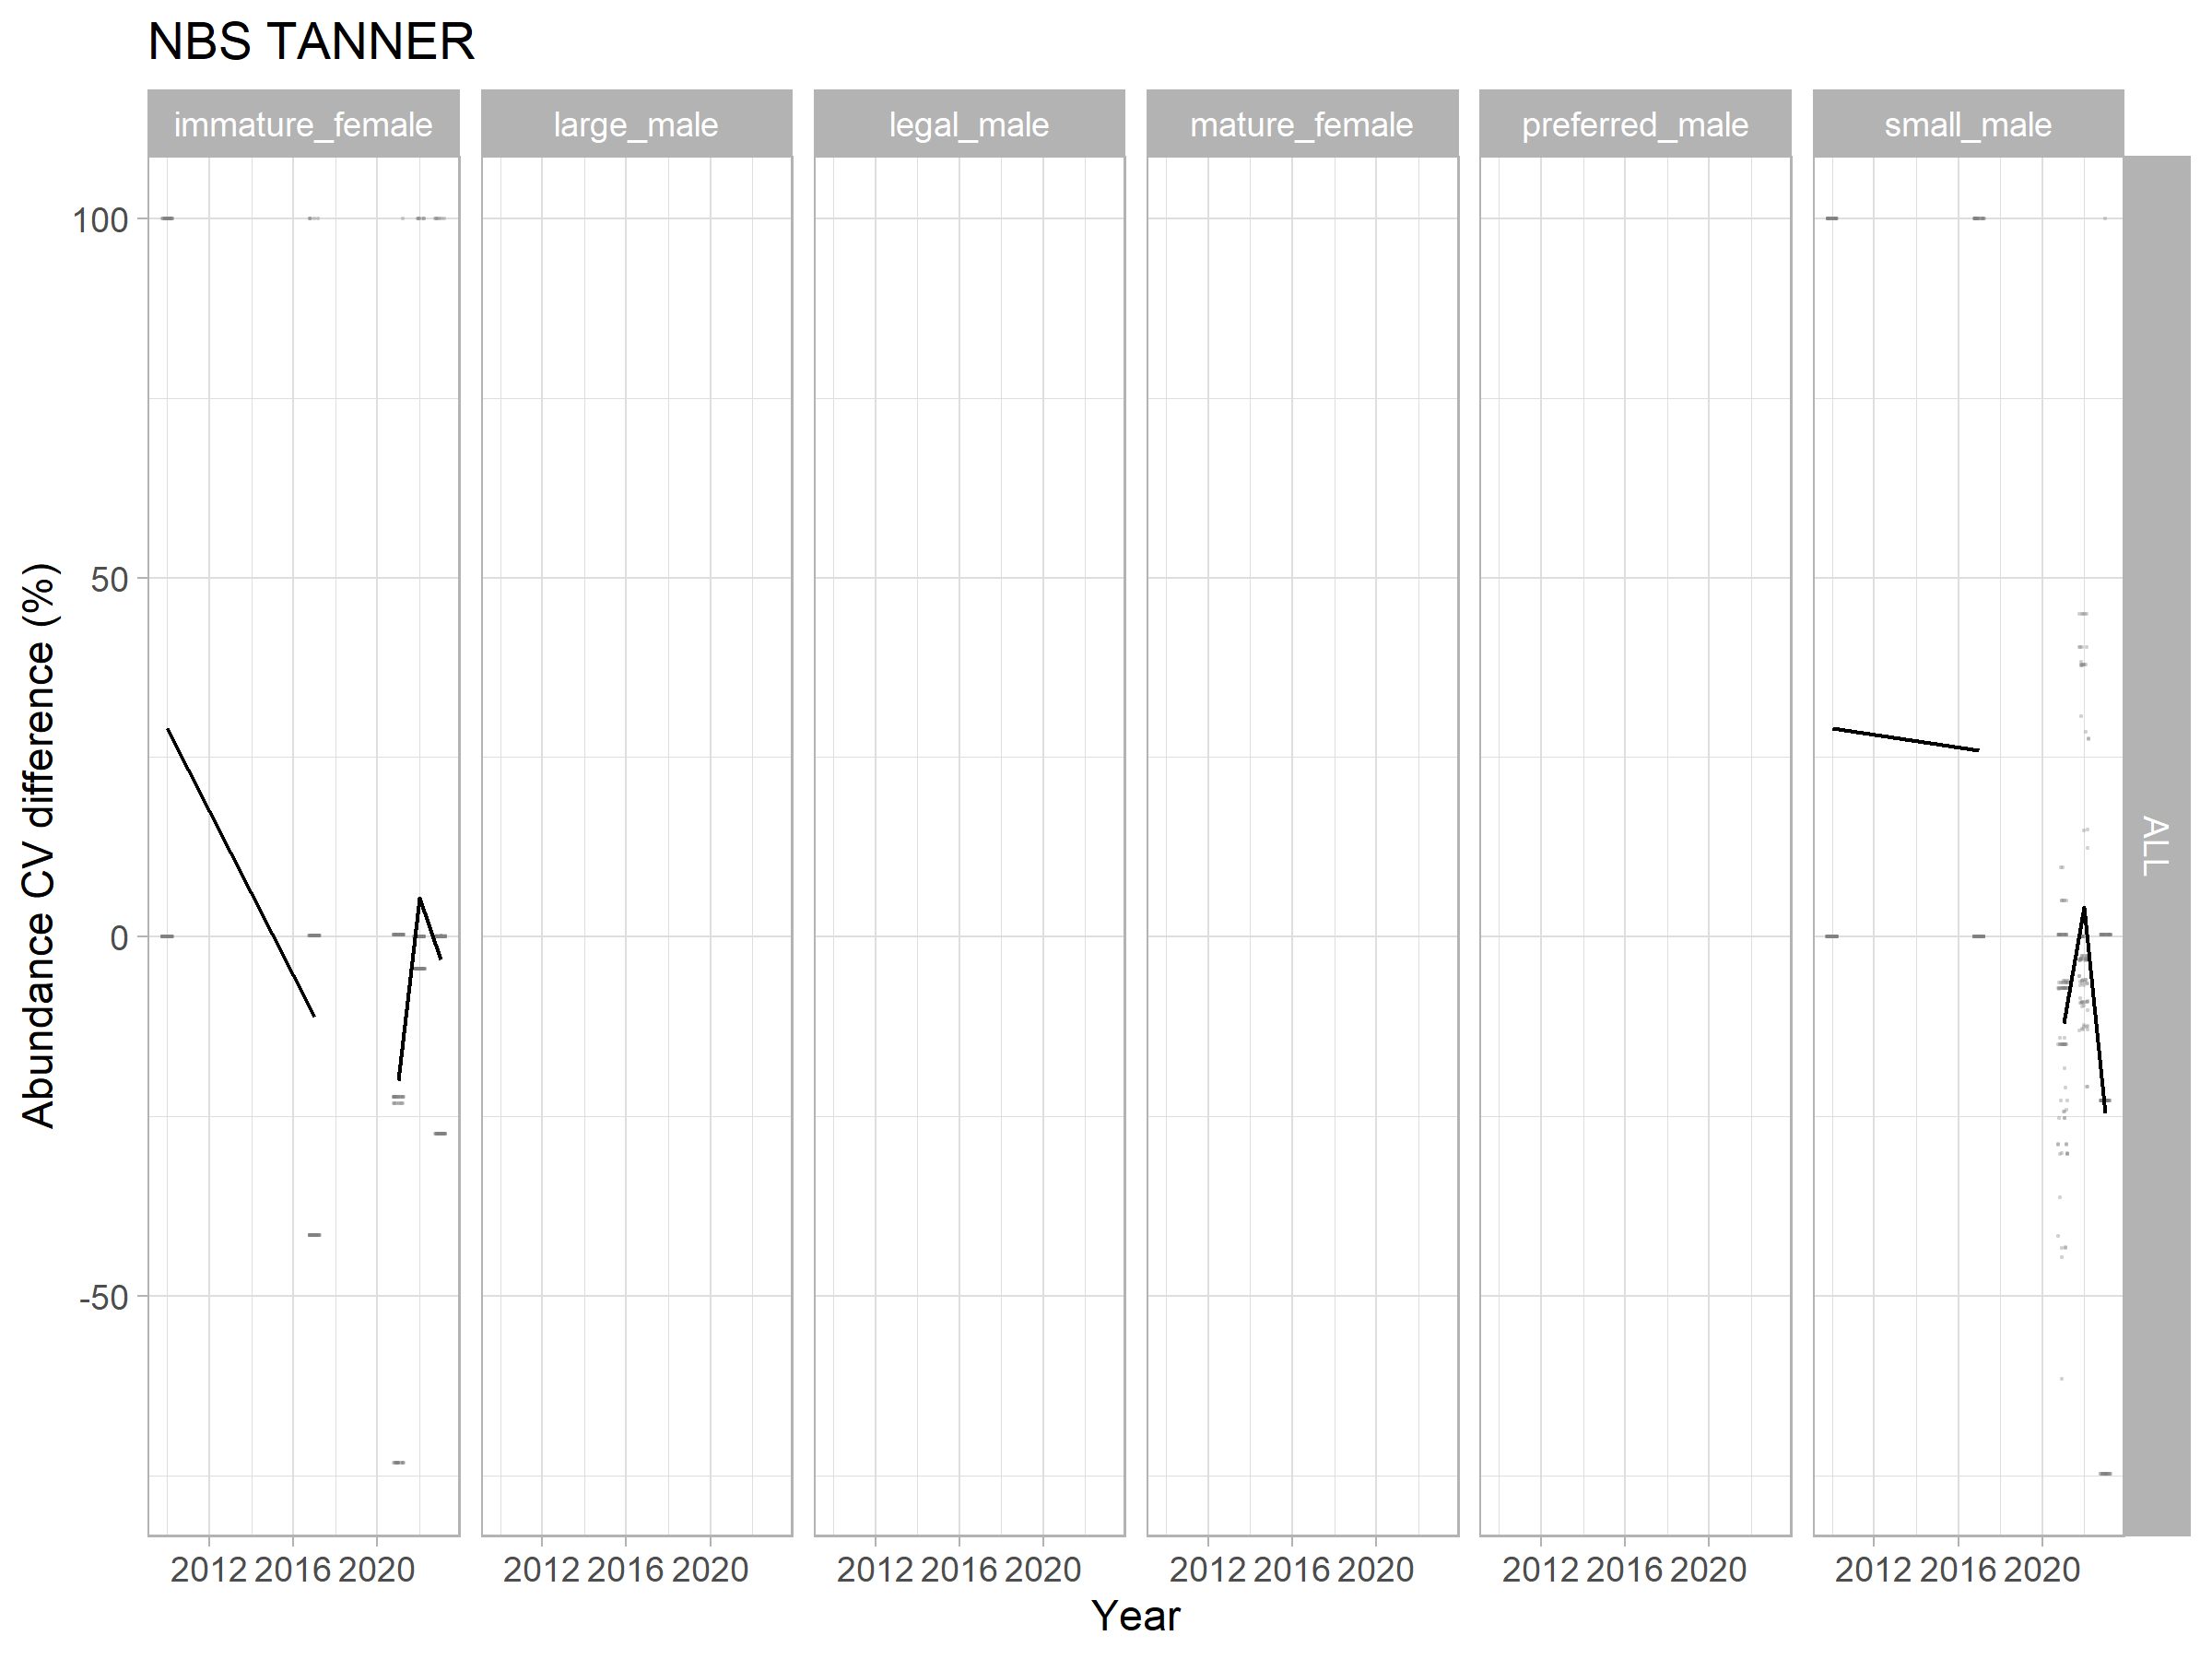 NBS TANNER
immature_female large_male legal_male mature_female preferred_male small_male
100
50
0
-50
Abundance CV difference (%)
ALL
2012 2016 2020 2012 2016 2020 2012 2016 2020 2012 2016 2020 2012 2016 2020 2012 2016 2020
Year